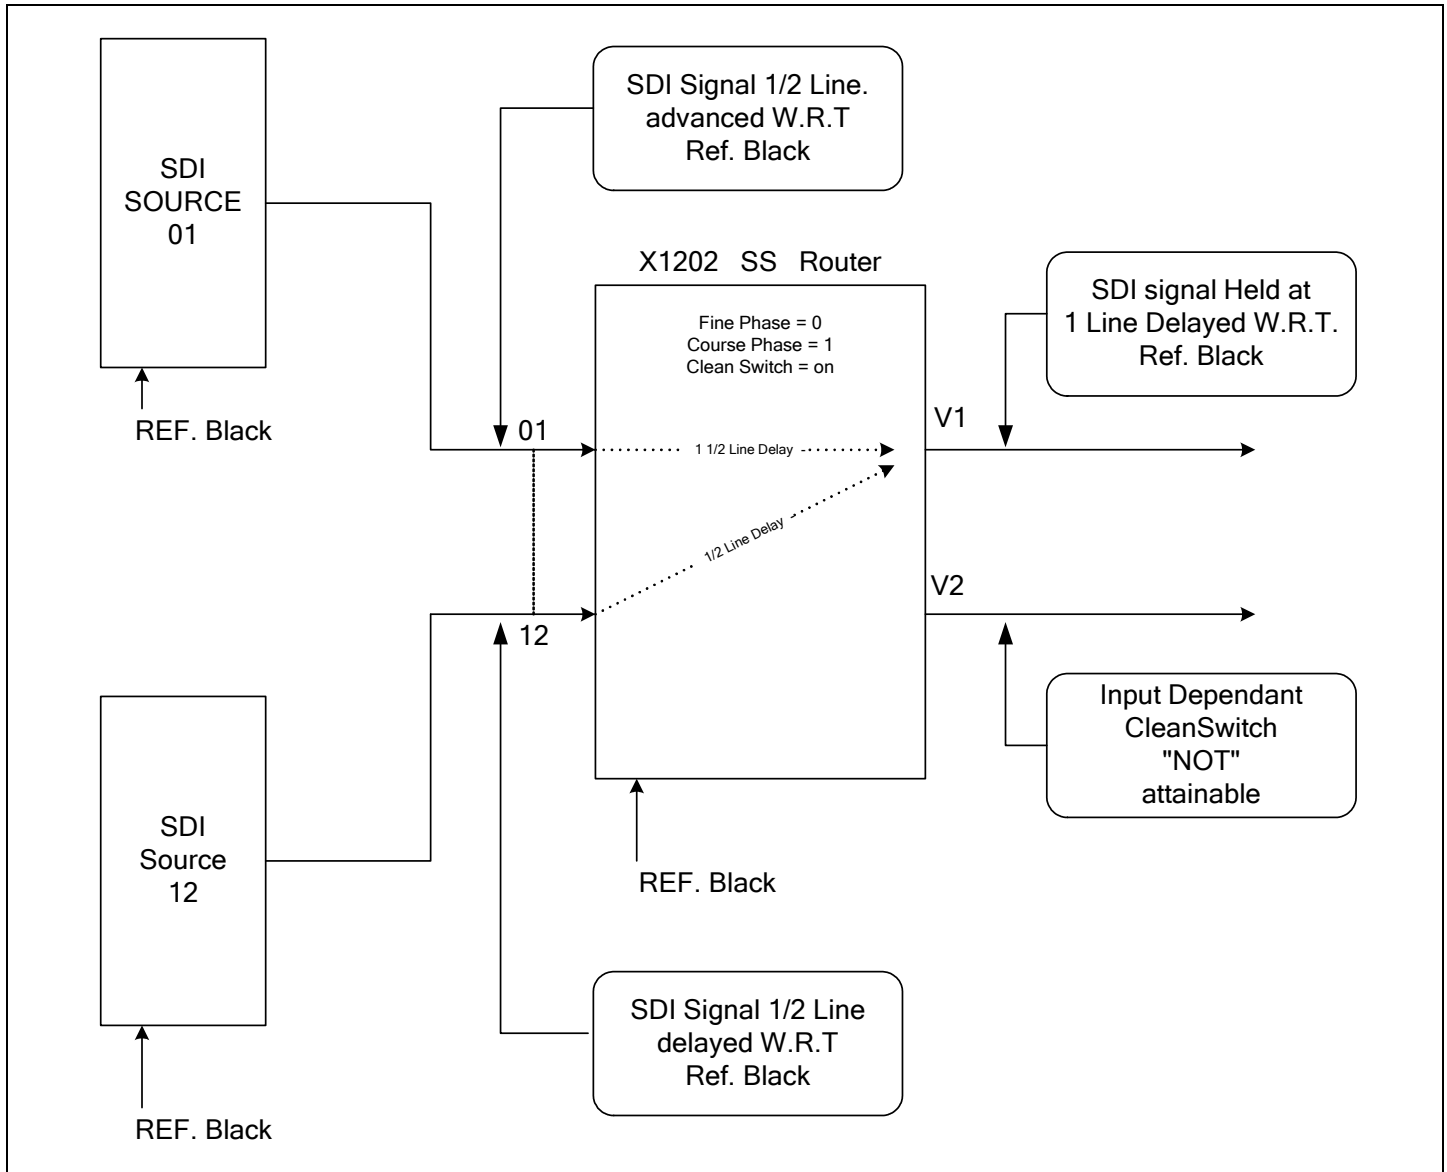 SDI
SOURCE
01
REF. Black
SDI Signal 1/2 Line.
advanced W.R.T
Ref. Black
X1202 SS Router
Fine Phase = 0
Course Phase = 1
Clean Switch = on
SDI signal Held at
1 Line Delayed W.R.T.
Ref. Black
01
1 1/2 Line Delay
V1
1/2 Line Delay
12
V2
Input Dependant
CleanSwitch
"NOT"
attainable
SDI
Source
12
REF. Black
REF. Black
SDI Signal 1/2 Line
delayed W.R.T
Ref. Black